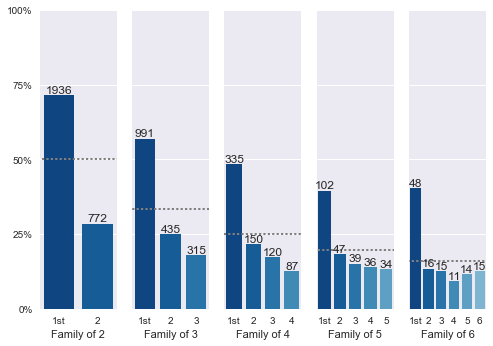 100%
75%
50%
25%
0%
1936
772
991
435
315
335
150
120
87
102
47
39
36
34
48
16
15
11
14
15
1st 2
1st 2 3
1st 2 3 4
1st 2 3 4 5
1st 2 3 4 5 6
Family of 2
Family of 3
Family of 4
Family of 5
Family of 6